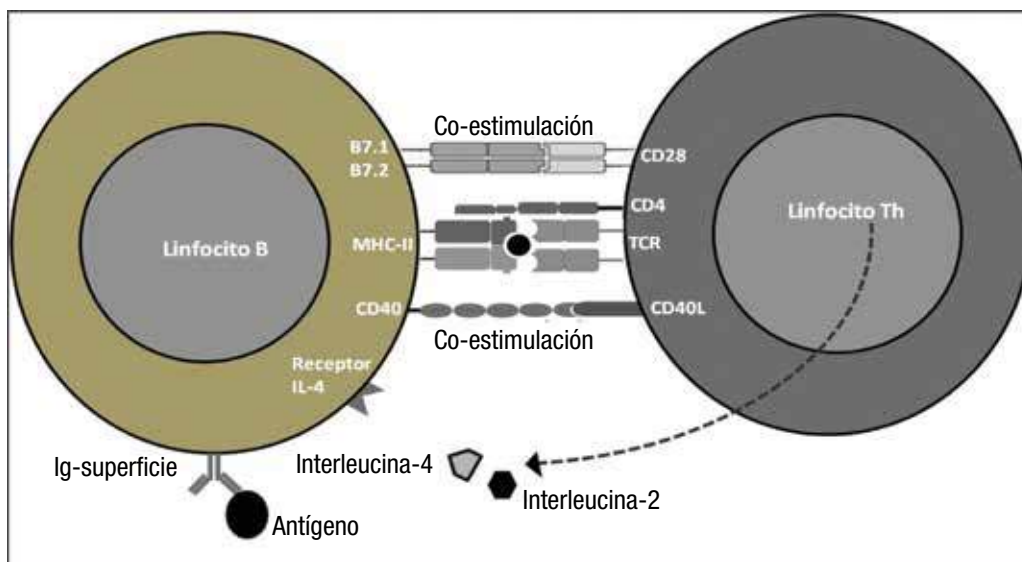 Co-estimulación
B7.1
B7.2
CD28
CD4
Linfocito B
MHC-II
TCR
Linfocito Th
CD40
CD40L
Co-estimulación
Receptor
IL-4
Ig-superficie
Interleucina-4
Interleucina-2
Antígeno